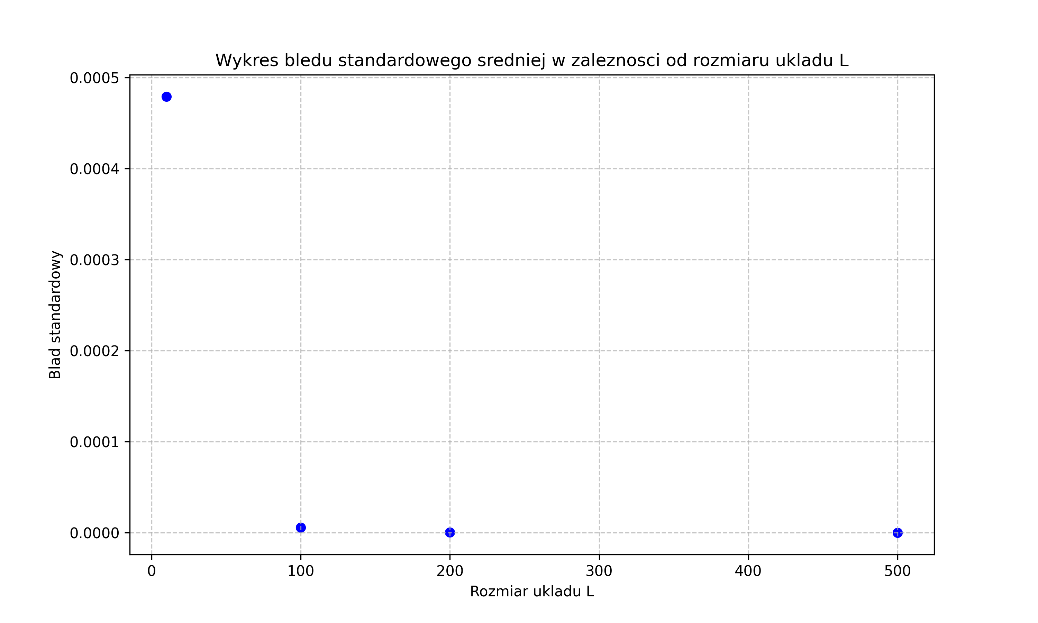 Wykres bledu standardowego sredniej w zaleznosci od rozmiaru ukladu L
0.0005
0.0004
0.0003
0.0002
0.0001
0.0000
Blad standardowy
0 100 200 300 400 500
Rozmiar ukladu L